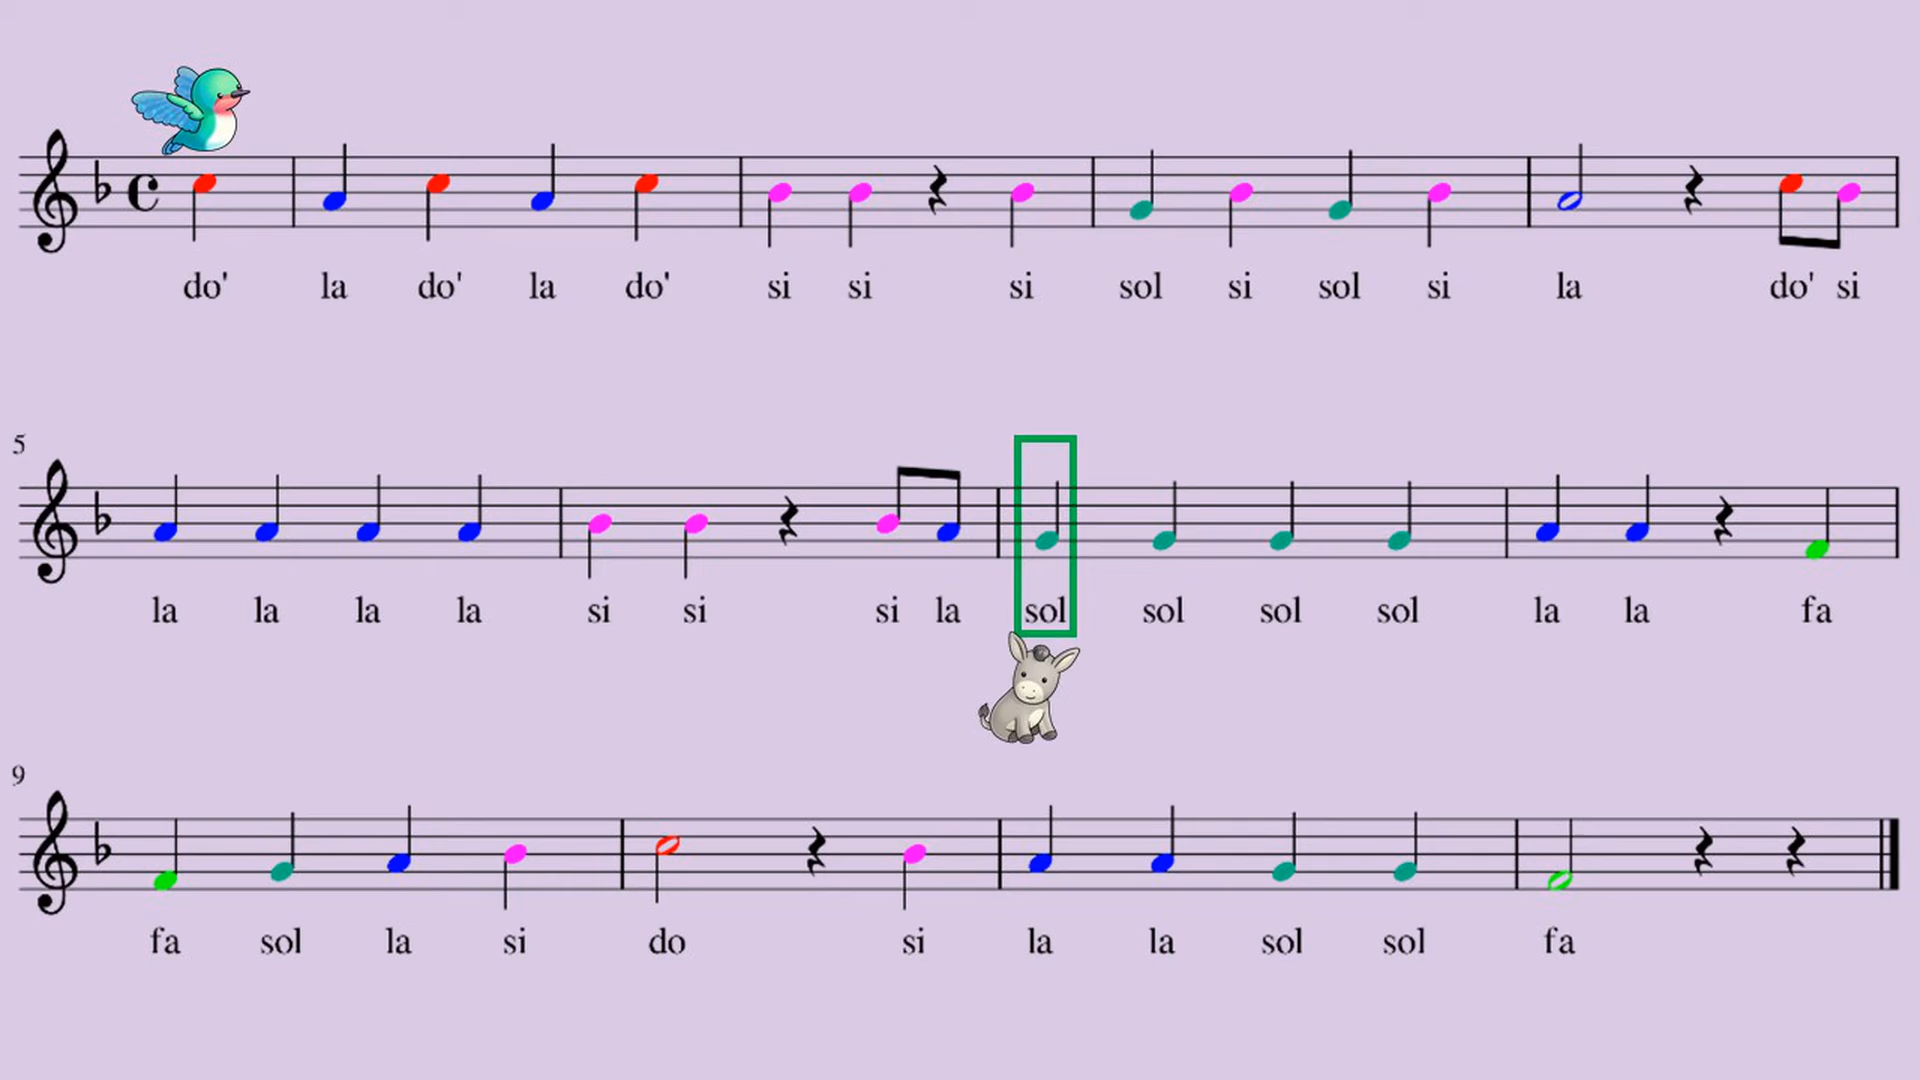 do' la do' la do' si si si sol si sol si la do' si
5
la la la la si si si la sol sol sol sol la la fa
9
fa sol la si do si la la sol sol fa